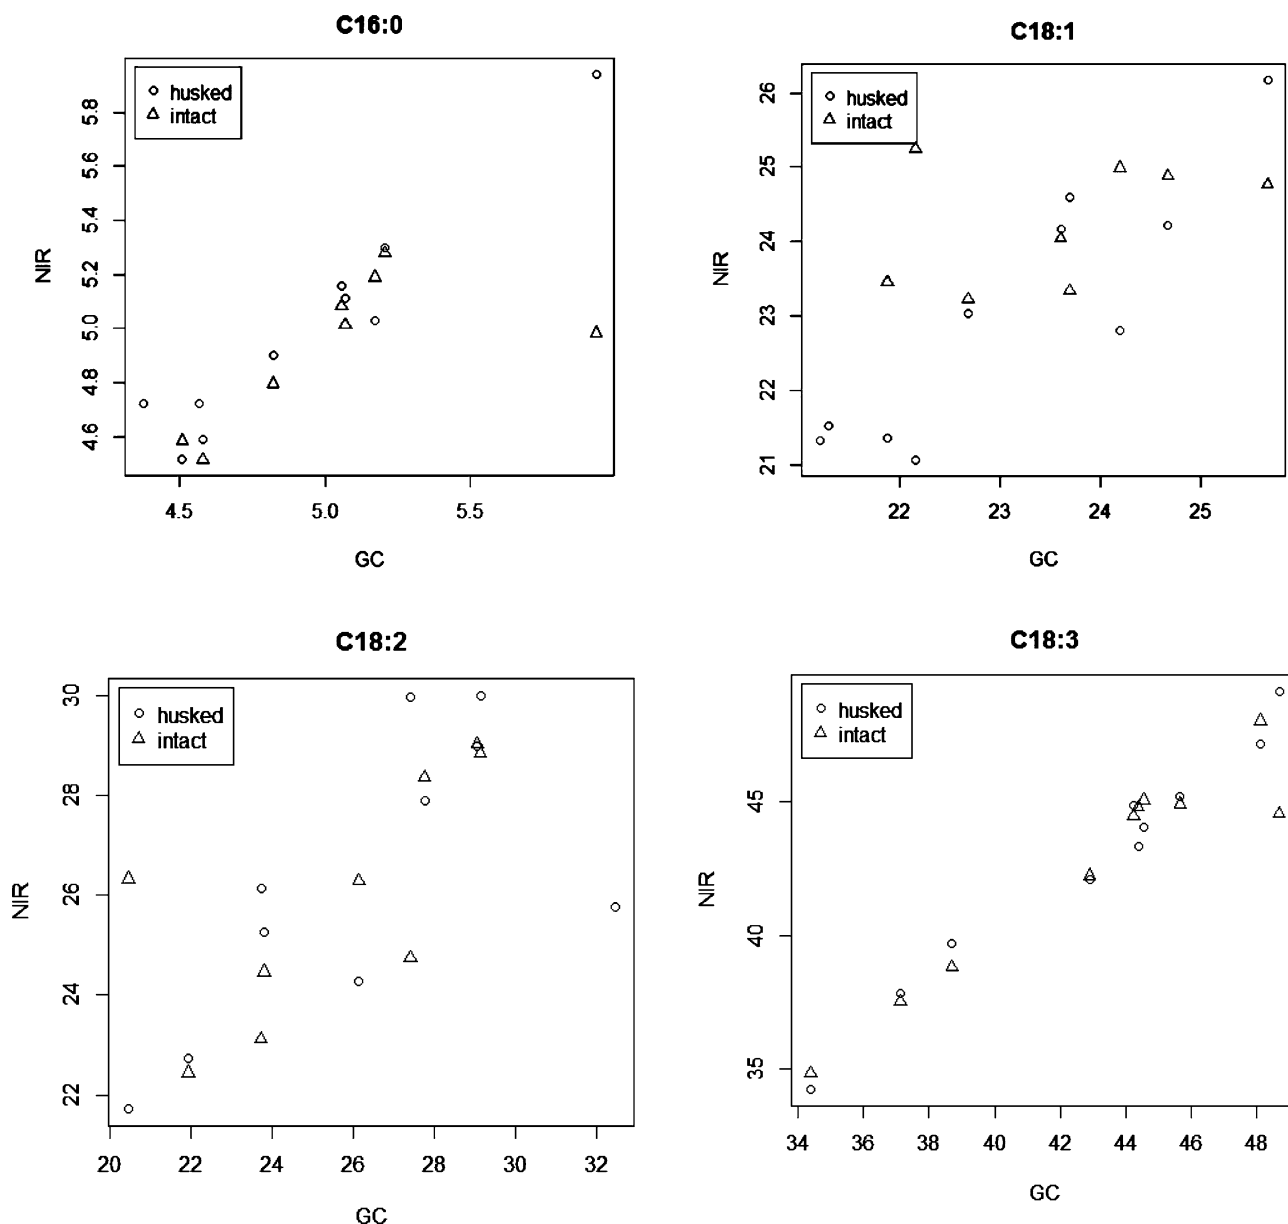 C16:0
husked
intact
NIR
5.8
5.6
5.4
5.2
5.0
4.8
4.6
4.5 5.0 5.5
GC
C18:1
husked
intact
NIR
26
25
24
23
22
21
22 23 24 25
GC
C18:2
husked
intact
NIR
30
28
26
24
22
20 22 24 26 28 30 32
GC
C18:3
husked
intact
NIR
45
40
35
34 36 38 40 42 44 46 48
GC